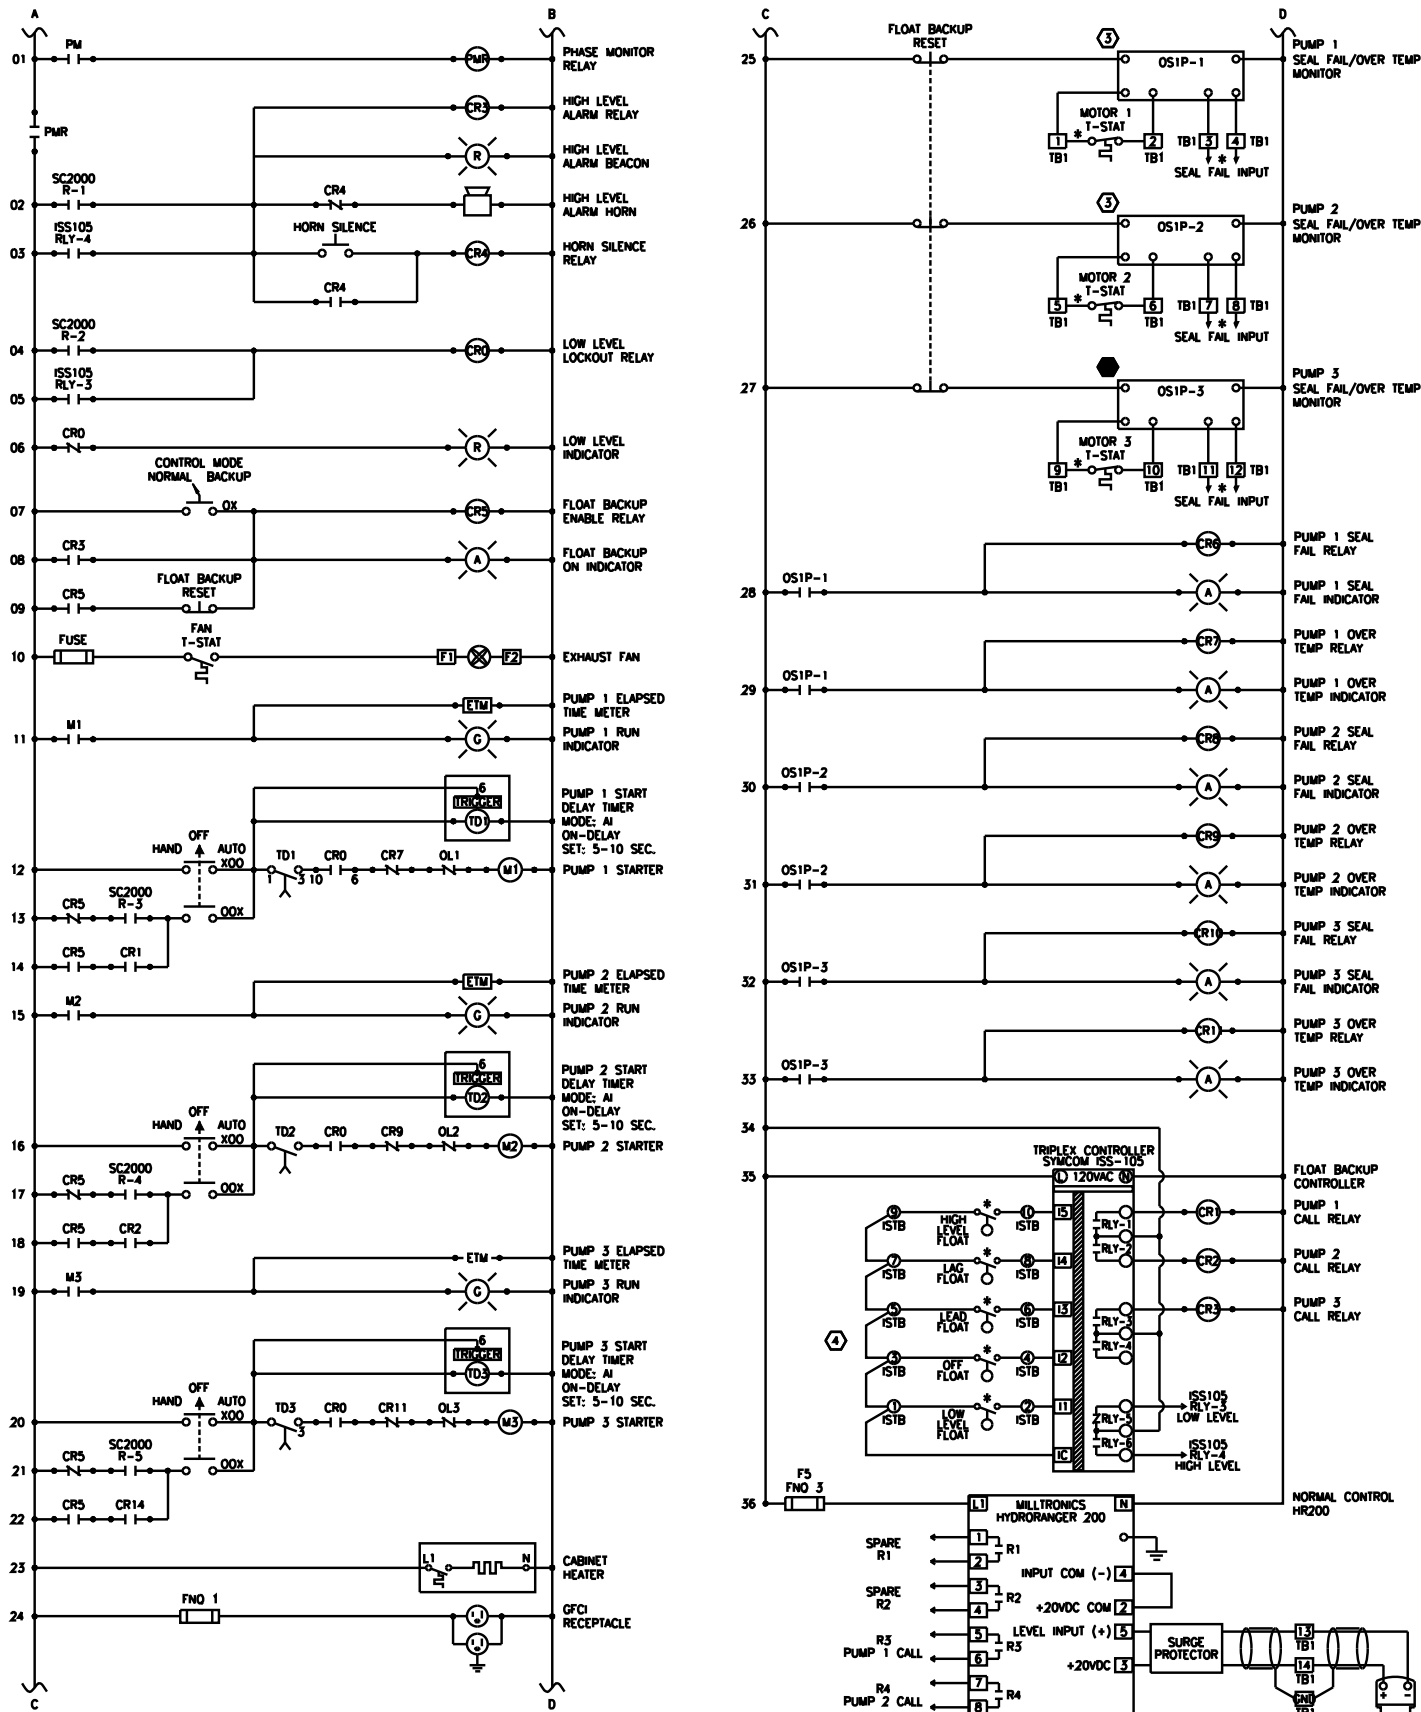 A
B
01
PM
PMR
PHASE MONITOR
RELAY
CR3
HIGH LEVEL
ALARM RELAY
PMR
R
HIGH LEVEL
ALARM BEACON
SC2000
R-1
02
CR4
HIGH LEVEL
ALARM HORN
ISS105
RLY-4
HORN SILENCE
03
CR4
HORN SILENCE
RELAY
CR4
SC2000
R-2
04
CR0
LOW LEVEL
LOCKOUT RELAY
ISS105
RLY-3
05
CR0
06
R
LOW LEVEL
INDICATOR
CONTROL MODE
NORMAL BACKUP
07
OX
CR5
FLOAT BACKUP
ENABLE RELAY
08
CR3
A
FLOAT BACKUP
ON INDICATOR
FLOAT BACKUP
RESET
09
CR5
FAN
T-STAT
10
FUSE
F1
F2
EXHAUST FAN
ETM
PUMP 1 ELAPSED
TIME METER
11
M1
G
PUMP 1 RUN
INDICATOR
6
TRIGGER
TD1
PUMP 1 START
DELAY TIMER
MODE: AI
ON-DELAY
SET: 5-10 SEC.
OFF
HAND AUTO
XOO
12
TD1
1 3
CR0
10 6
CR7
OL1
M1
PUMP 1 STARTER
SC2000
R-3
13
CR5
OOX
14
CR5
CR1
ETM
PUMP 2 ELAPSED
TIME METER
15
M2
G
PUMP 2 RUN
INDICATOR
6
TRIGGER
TD2
PUMP 2 START
DELAY TIMER
MODE: AI
ON-DELAY
SET: 5-10 SEC.
OFF
HAND AUTO
XOO
16
TD2
CR0
CR9
OL2
M2
PUMP 2 STARTER
SC2000
R-4
17
CR5
OOX
18
CR5
CR2
ETM
PUMP 3 ELAPSED
TIME METER
19
M3
G
PUMP 3 RUN
INDICATOR
6
TRIGGER
TD3
PUMP 3 START
DELAY TIMER
MODE: AI
ON-DELAY
SET: 5-10 SEC.
OFF
HAND AUTO
XOO
20
TD3
3
CR0
CR11
OL3
M3
PUMP 3 STARTER
SC2000
R-5
21
CR5
OOX
22
CR5
CR14
23
L1
N
CABINET
HEATER
24
FNQ 1
GFCI
RECEPTACLE
C
D
C
D
FLOAT BACKUP
RESET
3
25
OS1P-1
PUMP 1
SEAL FAIL/OVER TEMP
MONITOR
MOTOR 1
T-STAT
*
1 2 TB1 3 4 TB1
TB1 TB1 *
SEAL FAIL INPUT
3
26
OS1P-2
PUMP 2
SEAL FAIL/OVER TEMP
MONITOR
MOTOR 2
T-STAT
*
5 6 TB1 7 8 TB1
TB1 TB1 *
SEAL FAIL INPUT
27
OS1P-3
PUMP 3
SEAL FAIL/OVER TEMP
MONITOR
MOTOR 3
T-STAT
*
9 10 TB1 11 12 TB1
TB1 TB1 *
SEAL FAIL INPUT
CR6
PUMP 1 SEAL
FAIL RELAY
28
OS1P-1
A
PUMP 1 SEAL
FAIL INDICATOR
CR7
PUMP 1 OVER
TEMP RELAY
29
OS1P-1
A
PUMP 1 OVER
TEMP INDICATOR
CR8
PUMP 2 SEAL
FAIL RELAY
30
OS1P-2
A
PUMP 2 SEAL
FAIL INDICATOR
CR9
PUMP 2 OVER
TEMP RELAY
31
OS1P-2
A
PUMP 2 OVER
TEMP INDICATOR
CR10
PUMP 3 SEAL
FAIL RELAY
32
OS1P-3
A
PUMP 3 SEAL
FAIL INDICATOR
CR11
PUMP 3 OVER
TEMP RELAY
33
OS1P-3
A
PUMP 3 OVER
TEMP INDICATOR
34
TRIPLEX CONTROLLER
SYMCOM ISS-105
35
L 120VAC N
FLOAT BACKUP
CONTROLLER
9
ISTB
HIGH
LEVEL
FLOAT
*
10
ISTB
I5
RLY-1
CR1
PUMP 1
CALL RELAY
7
ISTB
LAG
FLOAT
*
8
ISTB
I4
RLY-2
CR2
PUMP 2
CALL RELAY
5
ISTB
LEAD
FLOAT
*
6
ISTB
I3
RLY-3
CR3
PUMP 3
CALL RELAY
4
3
ISTB
OFF
FLOAT
*
4
ISTB
I2
RLY-4
1
ISTB
LOW
LEVEL
FLOAT
*
2
ISTB
I1
RLY-5
ISS105
RLY-3
LOW LEVEL
IC
RLY-6
ISS105
RLY-4
HIGH LEVEL
36
F5
FNQ 3
L1
MILLTRONICS
HYDRORANGER 200
N
NORMAL CONTROL
HR200
SPARE
R1
1
2
R1
SPARE
R2
3
4
R2
R3
PUMP 1 CALL
5
6
R3
R4
PUMP 2 CALL
7
8
R4
INPUT COM (-) 4
+20VDC COM 2
LEVEL INPUT (+) 5
+20VDC 3
SURGE
PROTECTOR
13
TB1
14
TB1
GND
TB1
+ -